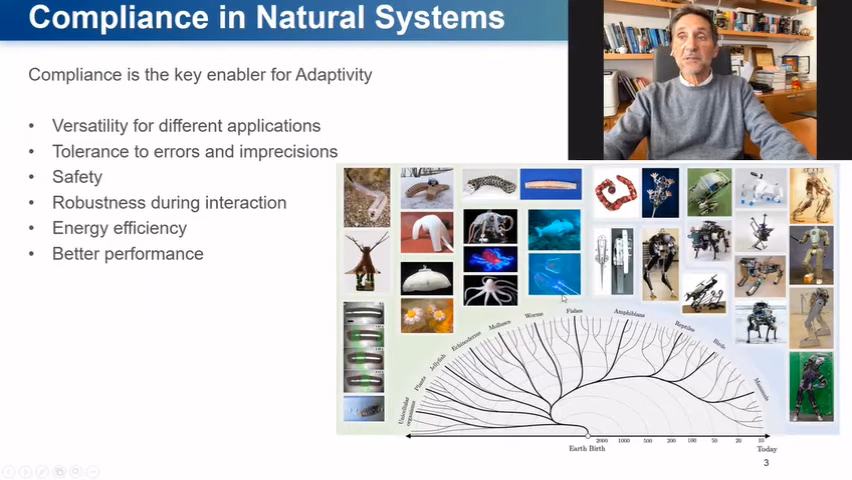 Compliance in Natural Systems
Compliance is the key enabler for Adaptivity
• Versatility for different applications
• Tolerance to errors and imprecisions
• Safety
• Robustness during interaction
• Energy efficiency
• Better performance
Unicellular
organisms
Plants
Jellyfish
Echinoderms
Molluscs
Worms
Fishes
Amphibians
Reptiles
Birds
Mammals
2000 1000 500 200 100 50 20 10
Earth Birth
Today
3